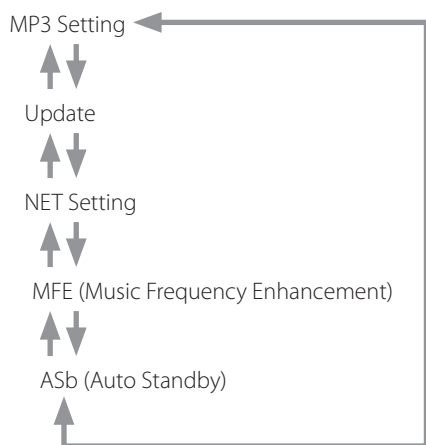 MP3 Setting
Update
NET Setting
MFE (Music Frequency Enhancement)
ASb (Auto Standby)